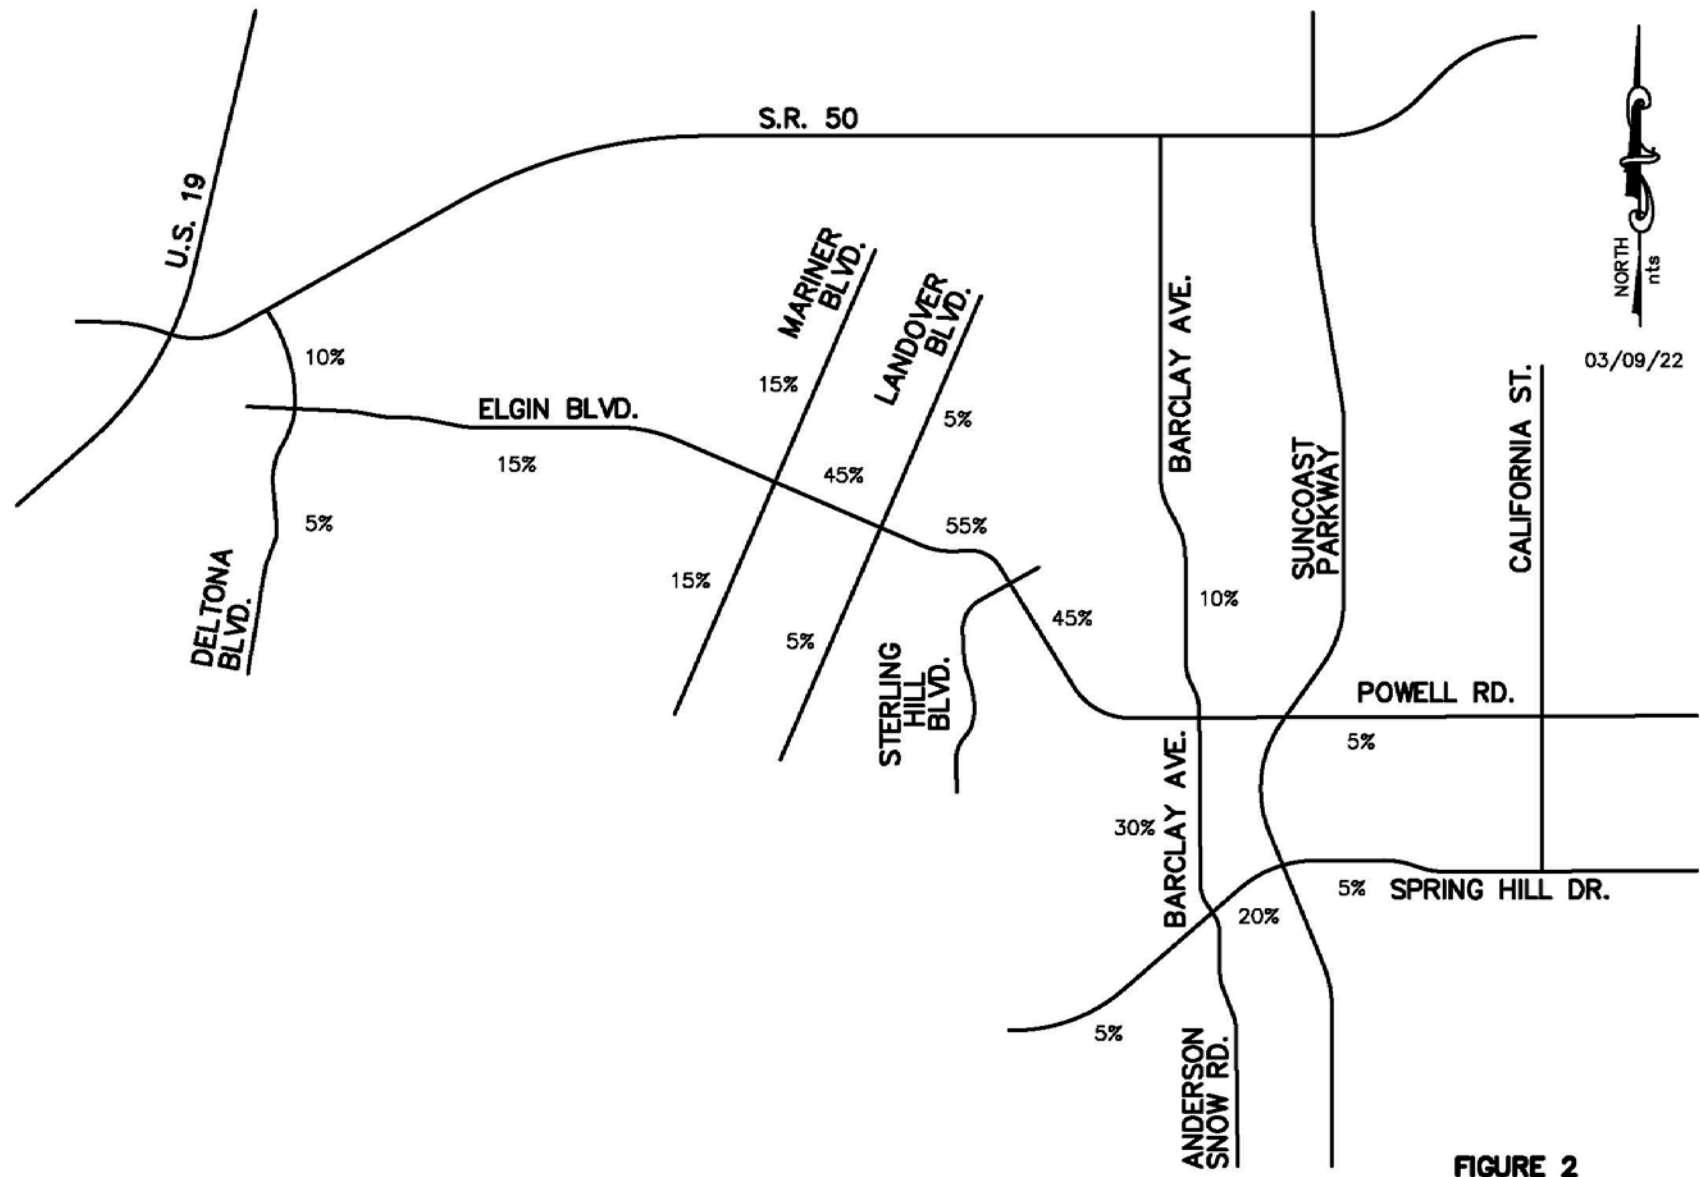 S.R. 50
U.S. 19
MARINER
BLVD.
LANDOVER
BLVD.
BARCLAY AVE.
NORTH
nts
03/09/22
10%
15%
ELGIN BLVD.
5%
15%
45%
SUNCOAST
PARKWAY
CALIFORNIA ST.
5%
55%
DELTONA
BLVD.
15%
10%
45%
5%
STERLING
HILL
BLVD.
POWELL RD.
5%
BARCLAY AVE.
30%
5%
SPRING HILL DR.
20%
5%
ANDERSON
SNOW RD.
FIGURE 2